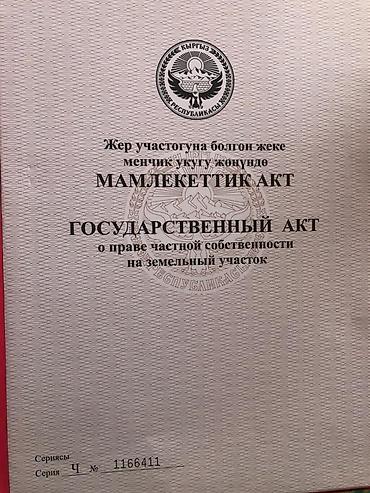 КЫРГЫЗ
РЕСПУБЛИКАСЫ
Жер участогуна болгон жеке
менчик укугу жөнүндө
МАМЛЕКЕТТИК АКТ
ГОСУДАРСТВЕННЫЙ АКТ
о праве частной собственности
на земельный участок
РЕСПУБЛИКАСЫ
Сериясы
Серия Ч № 1166411